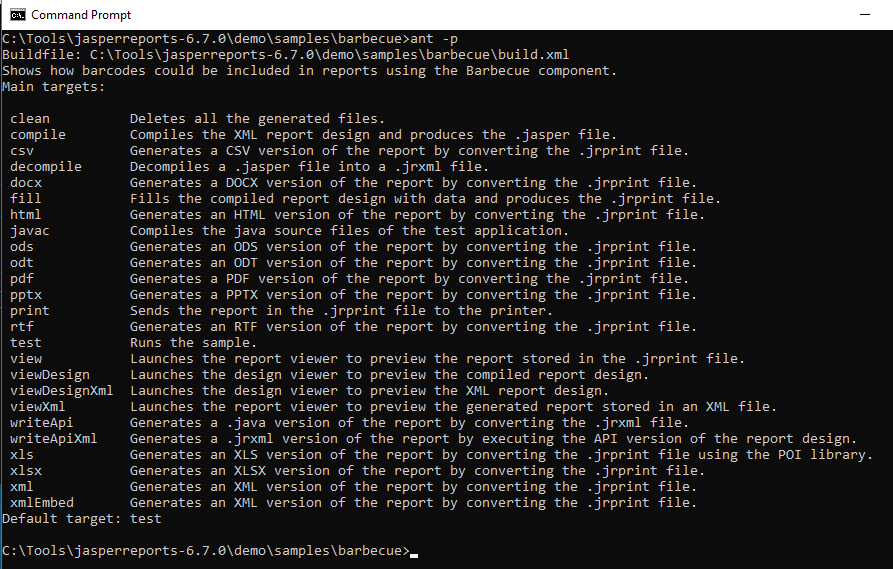 Command Prompt
C:\Tools\jasperreports-6.7.0\demo\samples\barbecue>ant -p
Buildfile: C:\Tools\jasperreports-6.7.0\demo\samples\barbecue\build.xml
Shows how barcodes could be included in reports using the Barbecue component.
Main targets:
clean Deletes all the generated files.
compile Compiles the XML report design and produces the .jasper file.
csv Generates a CSV version of the report by converting the .jrprint file.
decompile Decompiles a .jasper file into a .jrxml file.
docx Generates a DOCX version of the report by converting the .jrprint file.
fill Fills the compiled report design with data and produces the .jrprint file.
html Generates an HTML version of the report by converting the .jrprint file.
javac Compiles the java source files of the test application.
ods Generates an ODS version of the report by converting the .jrprint file.
odt Generates an ODT version of the report by converting the .jrprint file.
pdf Generates a PDF version of the report by converting the .jrprint file.
pptx Generates a PPTX version of the report by converting the .jrprint file.
print Sends the report in the .jrprint file to the printer.
rtf Generates an RTF version of the report by converting the .jrprint file.
test Runs the sample.
view Launches the report viewer to preview the report stored in the .jrprint file.
viewDesign Launches the design viewer to preview the compiled report design.
viewDesignXml Launches the design viewer to preview the XML report design.
viewXml Launches the report viewer to preview the generated report stored in an XML file.
writeApi Generates a .java version of the report by converting the .jrxml file.
writeApiXml Generates a .jrxml version of the report by executing the API version of the report design.
xls Generates an XLS version of the report by converting the .jrprint file using the POI library.
xlsx Generates an XLSX version of the report by converting the .jrprint file.
xml Generates an XML version of the report by converting the .jrprint file.
xmlEmbed Generates an XML version of the report by converting the .jrprint file.
Default target: test
C:\Tools\jasperreports-6.7.0\demo\samples\barbecue>